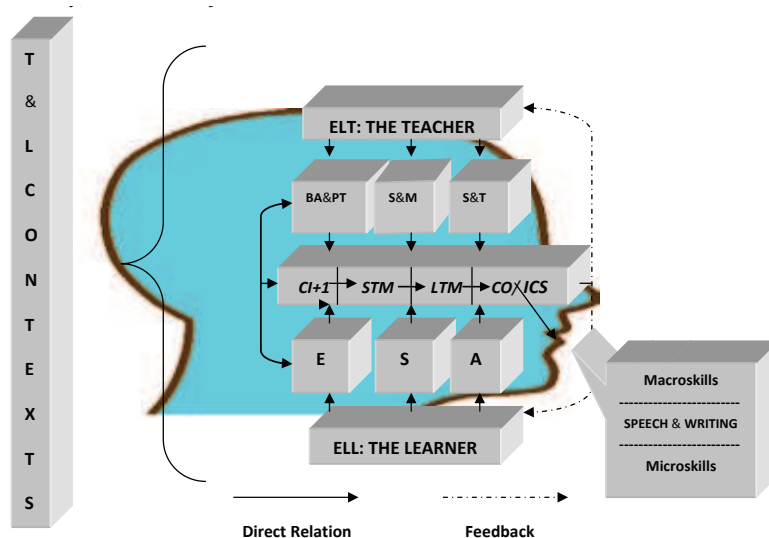 T
&
L
C
O
N
T
E
X
T
S
ELT: THE TEACHER
BA&PT S&M S&T
CI+1 STM LTM CO ICS
E S A
ELL: THE LEARNER
Macroskills
SPEECH & WRITING
Microskills
Direct Relation Feedback